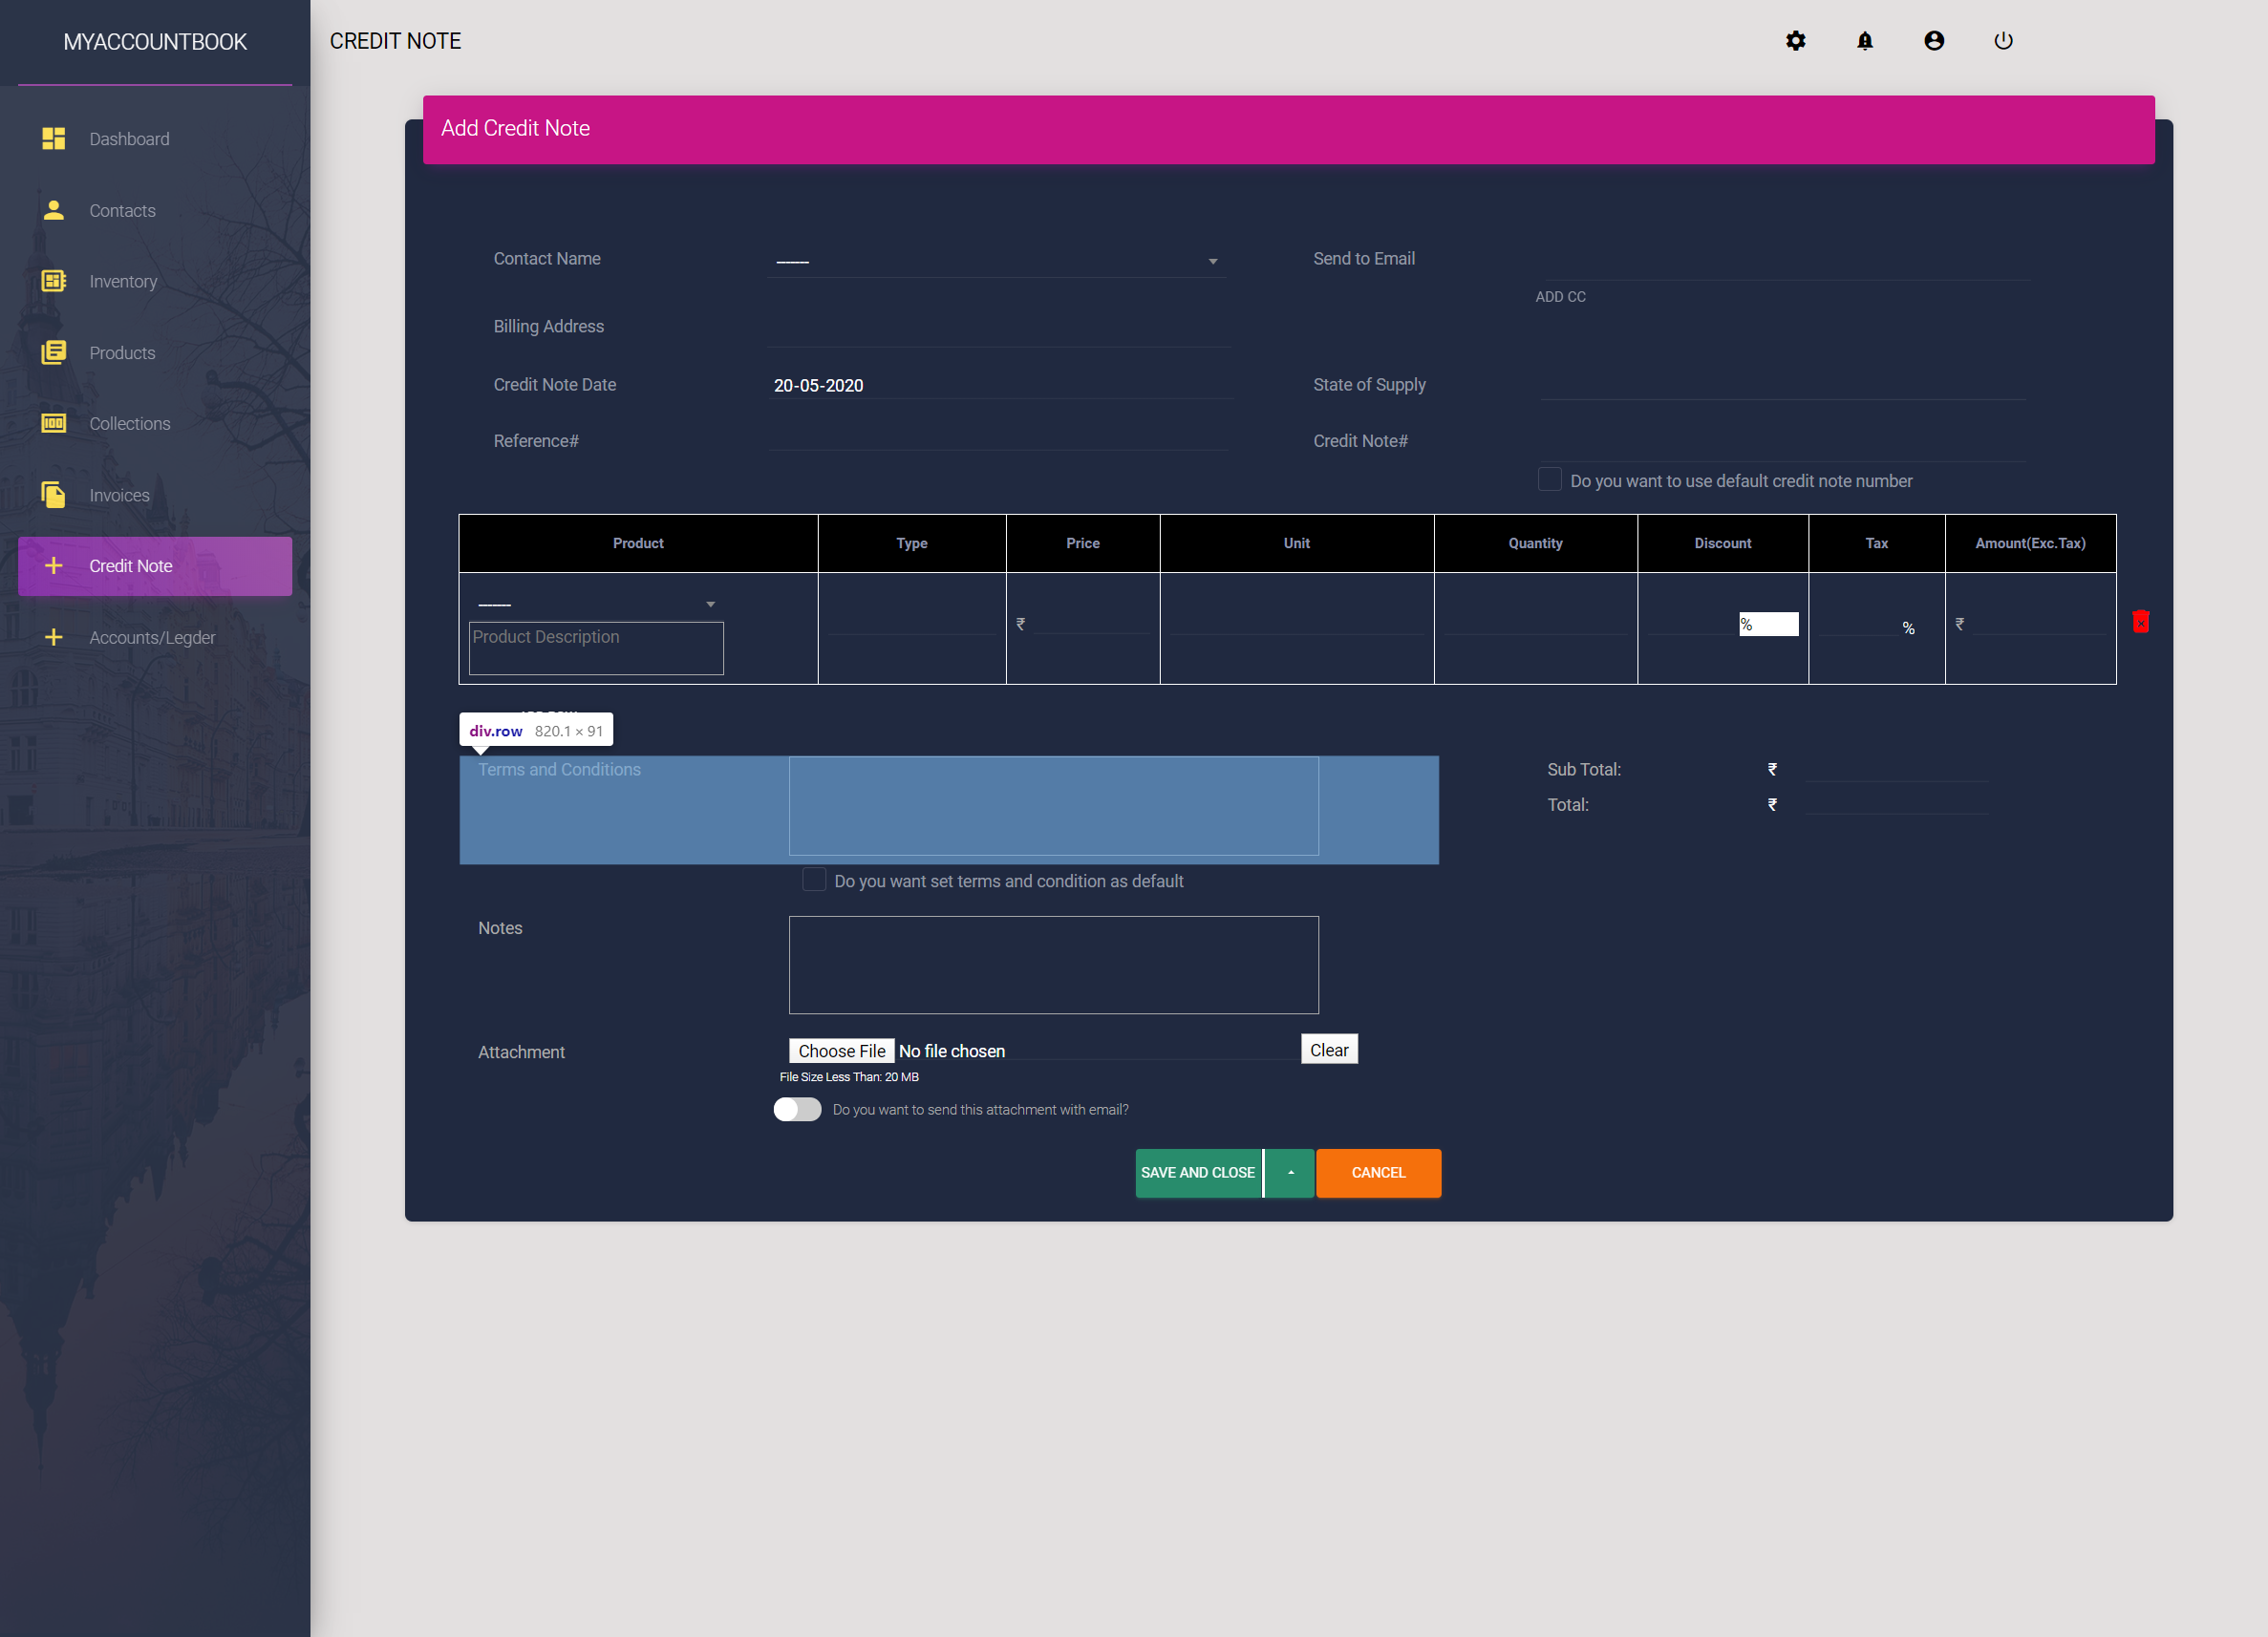 MYACCOUNTBOOK
CREDIT NOTE
Dashboard
Contacts
Inventory
Products
Collections
Invoices
Credit Note
Accounts/Legder
Add Credit Note
Contact Name
-------
Send to Email
ADD CC
Billing Address
Credit Note Date
20-05-2020
State of Supply
Reference#
Credit Note#
Do you want to use default credit note number
Product Type Price Unit Quantity Discount Tax Amount(Exc.Tax)
-------
Product Description
₹
%
%
₹
div.row 820.1 × 91
Terms and Conditions
Sub Total: ₹
Total: ₹
Do you want set terms and condition as default
Notes
Attachment
Choose File No file chosen
Clear
File Size Less Than: 20 MB
Do you want to send this attachment with email?
SAVE AND CLOSE
CANCEL